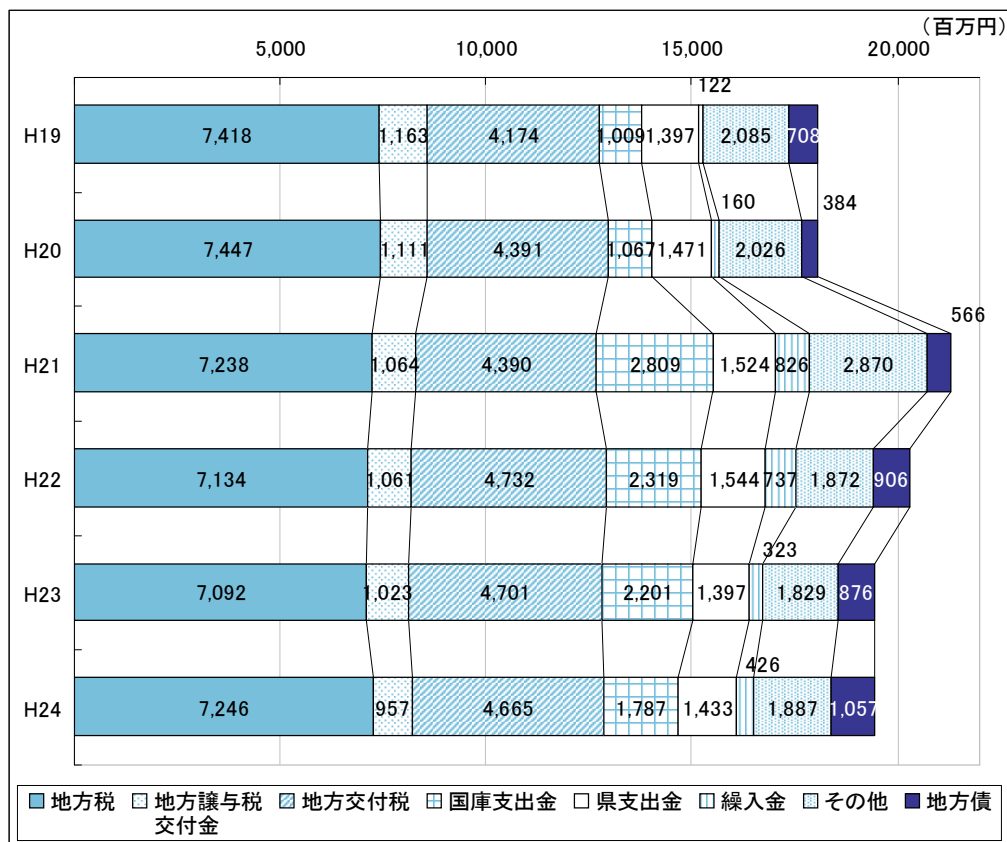 (百万円)
5,000 10,000 15,000 20,000
122
H19 7,418 1,163 4,174 1,009 1,397 2,085 708
160 384
H20 7,447 1,111 4,391 1,067 1,471 2,026
566
H21 7,238 1,064 4,390 2,809 1,524 826 2,870
H22 7,134 1,061 4,732 2,319 1,544 737 1,872 906
323
H23 7,092 1,023 4,701 2,201 1,397 1,829 876
426
H24 7,246 957 4,665 1,787 1,433 1,887 1,057
地方税 地方譲与税 地方交付税 国庫支出金 県支出金 繰入金 その他 地方債
交付金